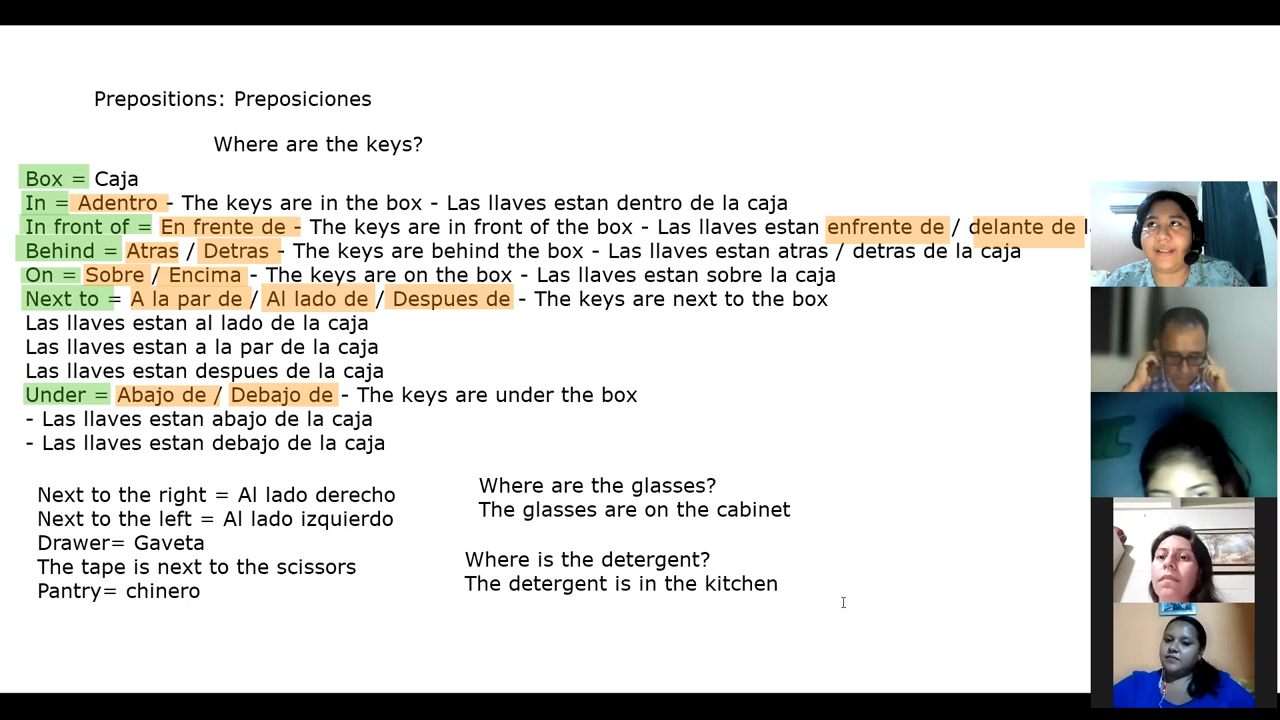 Prepositions: Preposiciones
Where are the keys?
Box = Caja
In = Adentro - The keys are in the box - Las llaves estan dentro de la caja
In front of = En frente de - The keys are in front of the box - Las llaves estan enfrente de / delante de
Behind = Atras / Detras - The keys are behind the box - Las llaves estan atras / detras de la caja
On = Sobre / Encima - The keys are on the box - Las llaves estan sobre la caja
Next to = A la par de / Al lado de / Despues de - The keys are next to the box
Las llaves estan al lado de la caja
Las llaves estan a la par de la caja
Las llaves estan despues de la caja
Under = Abajo de / Debajo de - The keys are under the box
- Las llaves estan abajo de la caja
- Las llaves estan debajo de la caja
Next to the right = Al lado derecho
Next to the left = Al lado izquierdo
Drawer= Gaveta
The tape is next to the scissors
Pantry= chinero
Where are the glasses?
The glasses are on the cabinet
Where is the detergent?
The detergent is in the kitchen